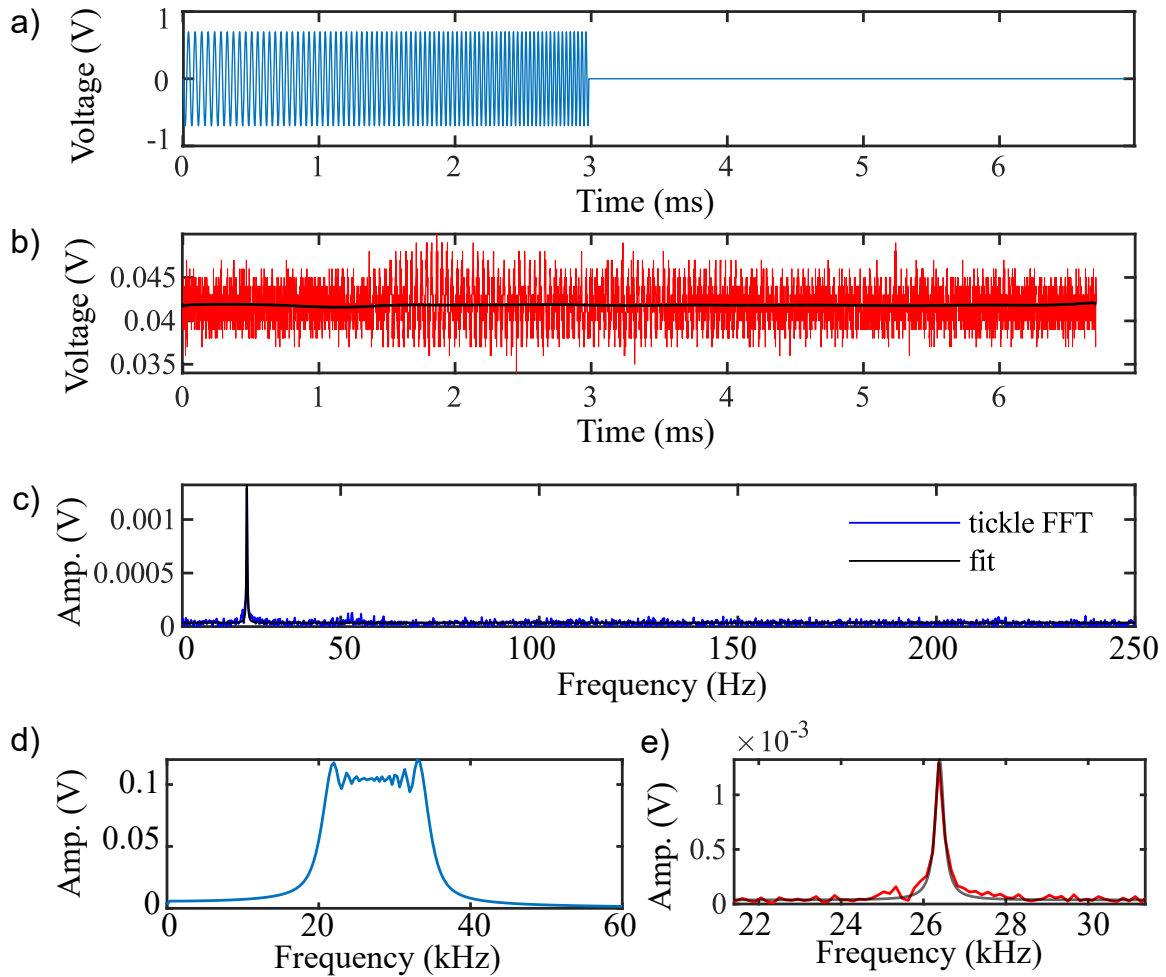 a)
Voltage (V)
1
0
-1
0 1 2 3 4 5 6
Time (ms)
b)
Voltage (V)
0.045
0.04
0.035
0 1 2 3 4 5 6
Time (ms)
c)
Amp. (V)
0.001
0.0005
0
tickle FFT
fit
0 50 100 150 200 250
Frequency (Hz)
d)
Amp. (V)
0.1
0.05
0
0 20 40 60
Frequency (kHz)
e)
×10-3
Amp. (V)
1
0.5
0
22 24 26 28 30
Frequency (kHz)